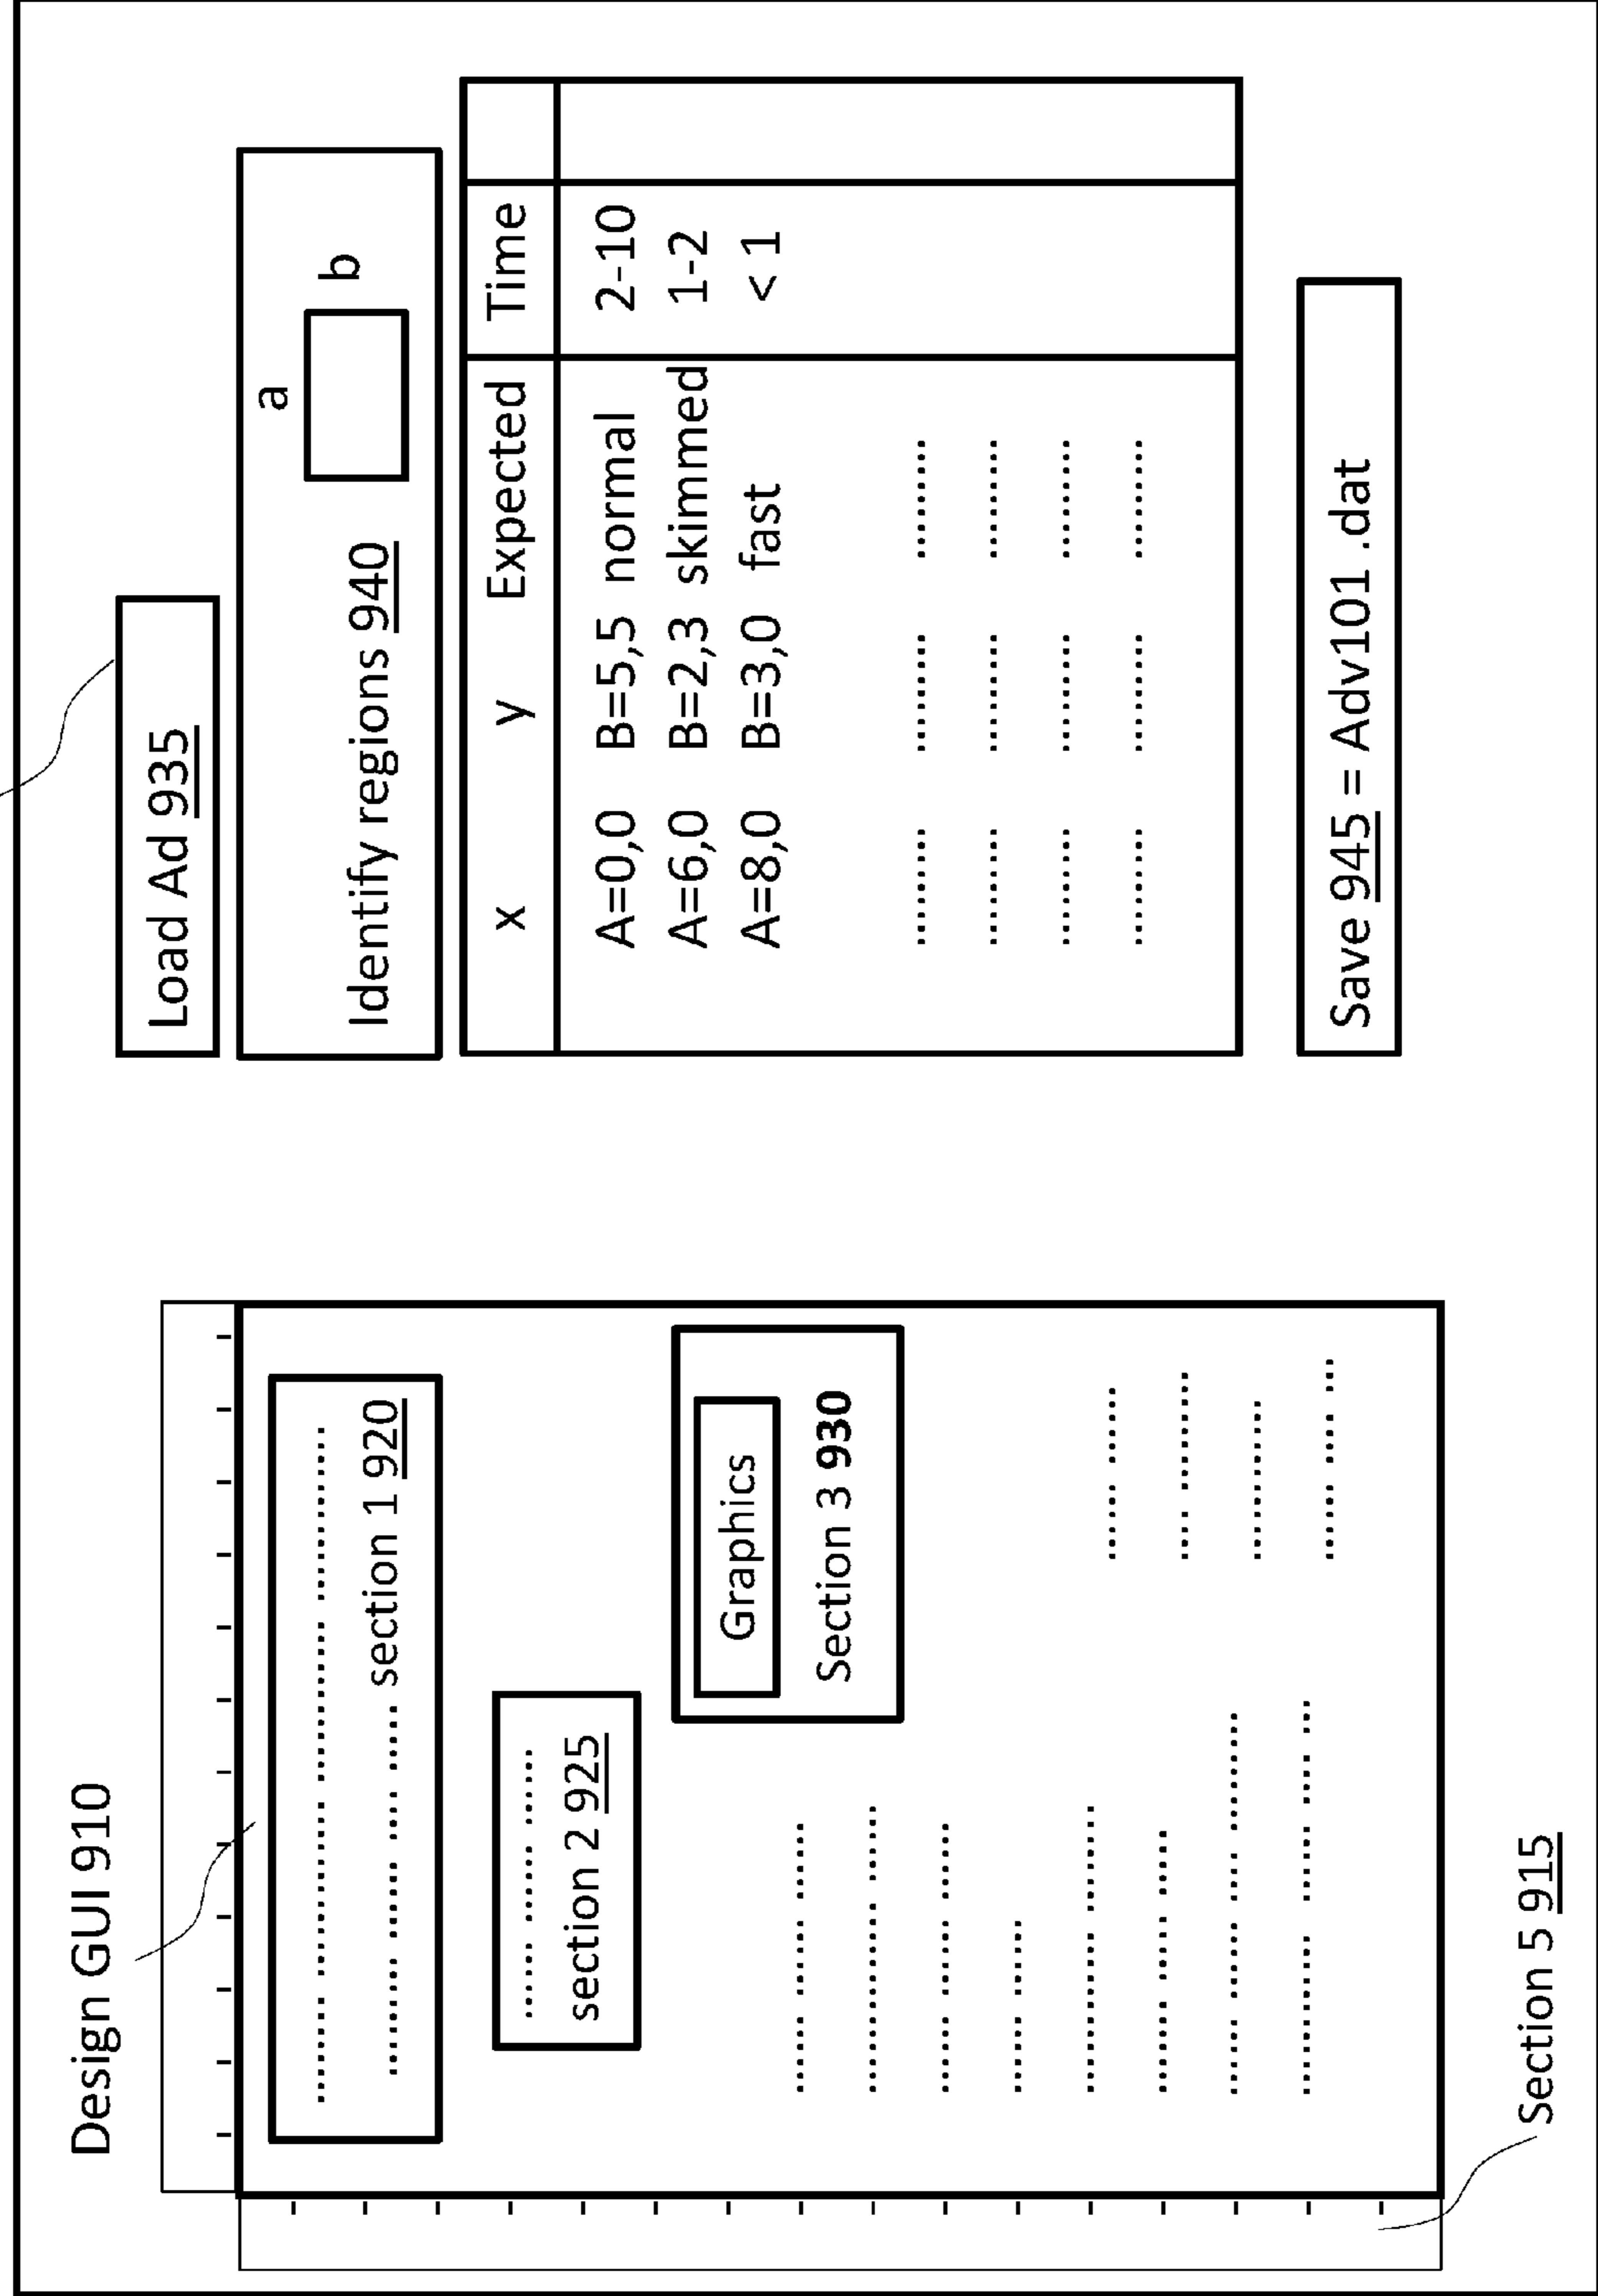 Design GUI 910
section 1 920
section 2 925
Graphics
Section 3 930
Section 5 915
Load Ad 935
a
Identify regions 940
b
x y Expected Time
A=0,0 B=5,5 normal 2-10
A=6,0 B=2,3 skimmed 1-2
A=8,0 B=3,0 fast < 1
Save 945 = Adv101 .dat